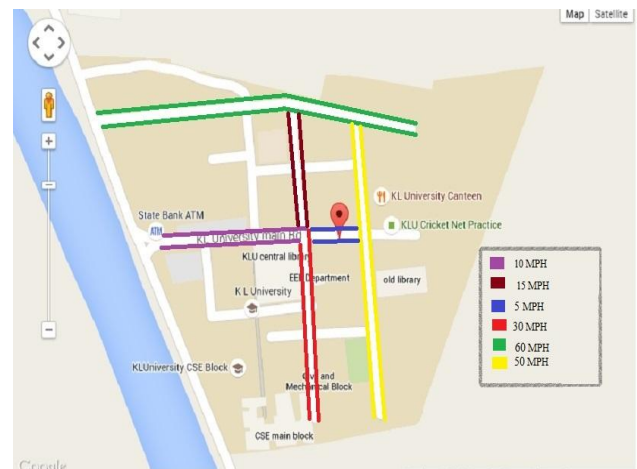 Map Satellite
KL University Canteen
State Bank ATM
ATM
KLU Cricket Net Practice
KL University Main Rd
KLU central library
EEE Department
old library
K L University
KLUniversity CSE Block
Civil and
Mechanical Block
CSE main block
10 MPH
15 MPH
5 MPH
30 MPH
60 MPH
50 MPH
Google